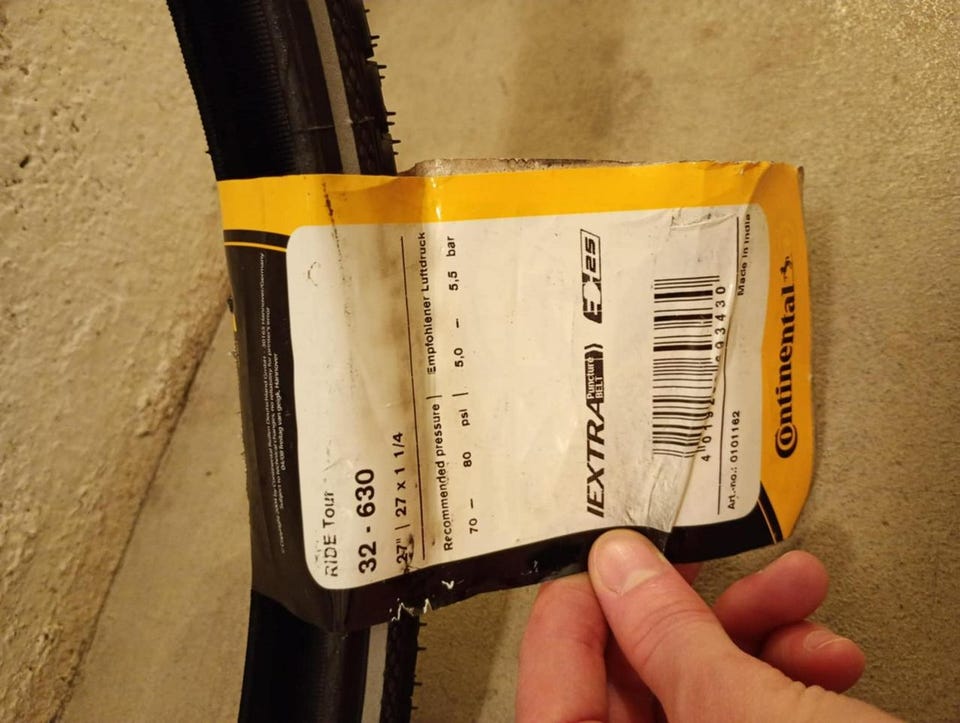 RIDE Tour
32 - 630
27" | 27 x 1 1/4
Recommended pressure | Empfohlener Luftdruck
70 - 80 psi | 5,0 - 5,5 bar
EXTRA Puncture BELT
E 25
Art.-no.: 0101162
Made in India
Continental